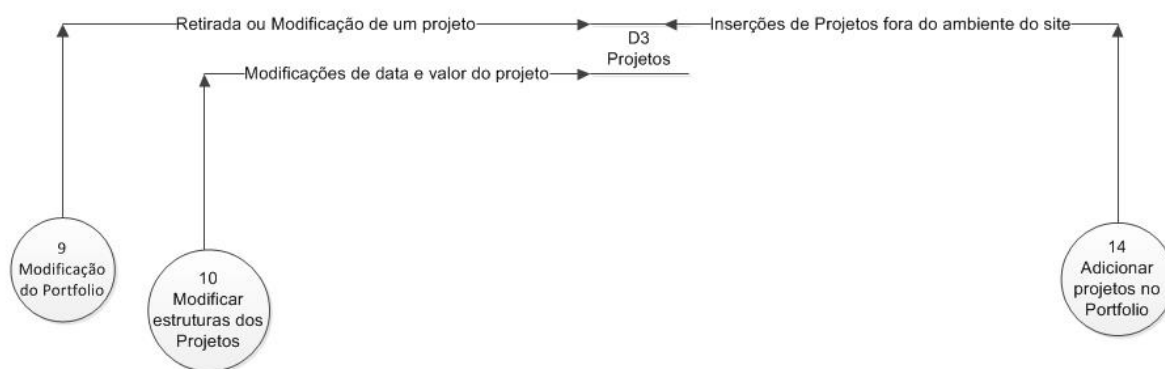 Retirada ou Modificação de um projeto
Inserções de Projetos fora do ambiente do site
D3
Projetos
Modificações de data e valor do projeto
9
Modificação
do Portfolio
10
Modificar
estruturas dos
Projetos
14
Adicionar
projetos no
Portfolio